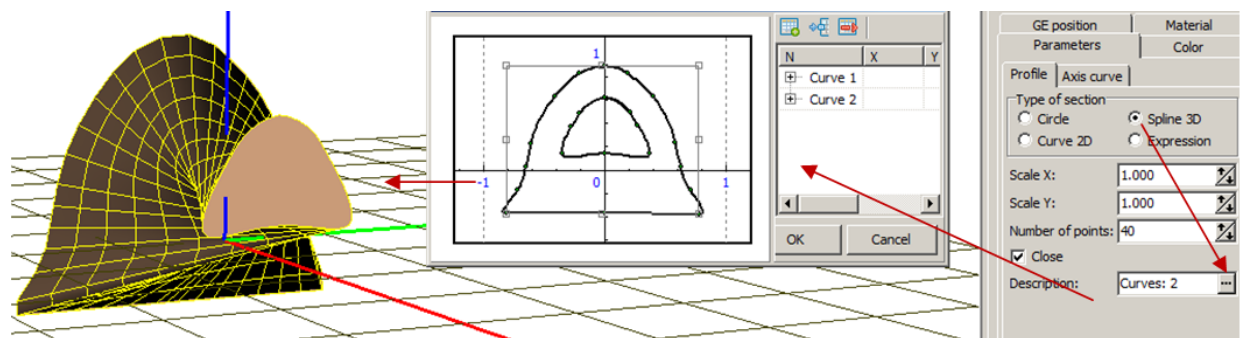 1
-1
0
1
N X Y
Curve 1
Curve 2
OK Cancel
GE position Material
Parameters Color
Profile Axis curve
Type of section
Circle Spline 3D
Curve 2D Expression
Scale X: 1.000
Scale Y: 1.000
Number of points: 40
Close
Description: Curves: 2 ...